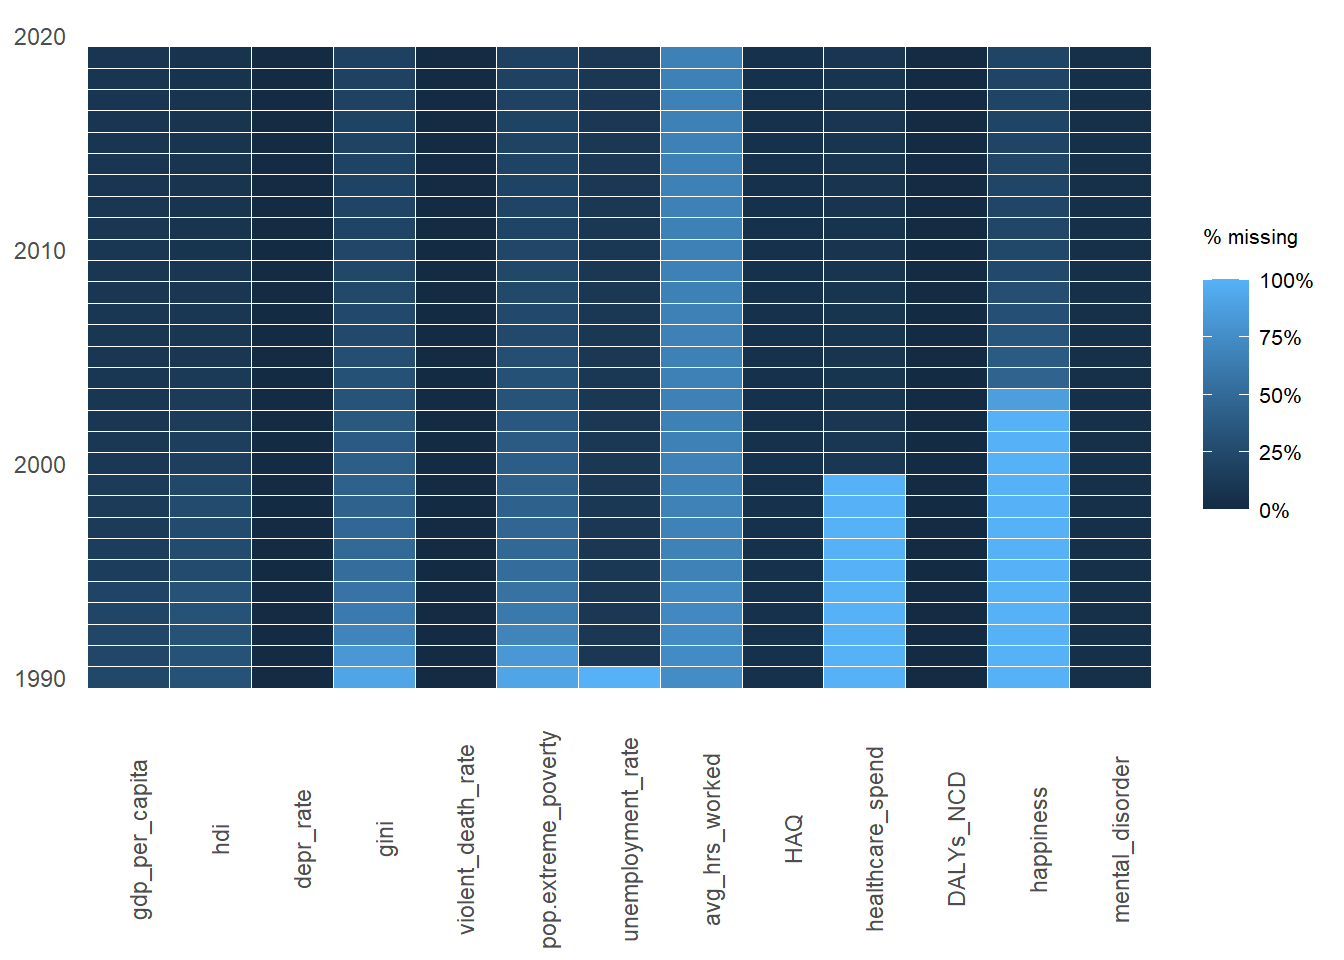 2020
2010
2000
1990
gdp_per_capita
hdi
depr_rate
gini
violent_death_rate
pop.extreme_poverty
unemployment_rate
avg_hrs_worked
HAQ
healthcare_spend
DALYs_NCD
happiness
mental_disorder
% missing
100%
75%
50%
25%
0%